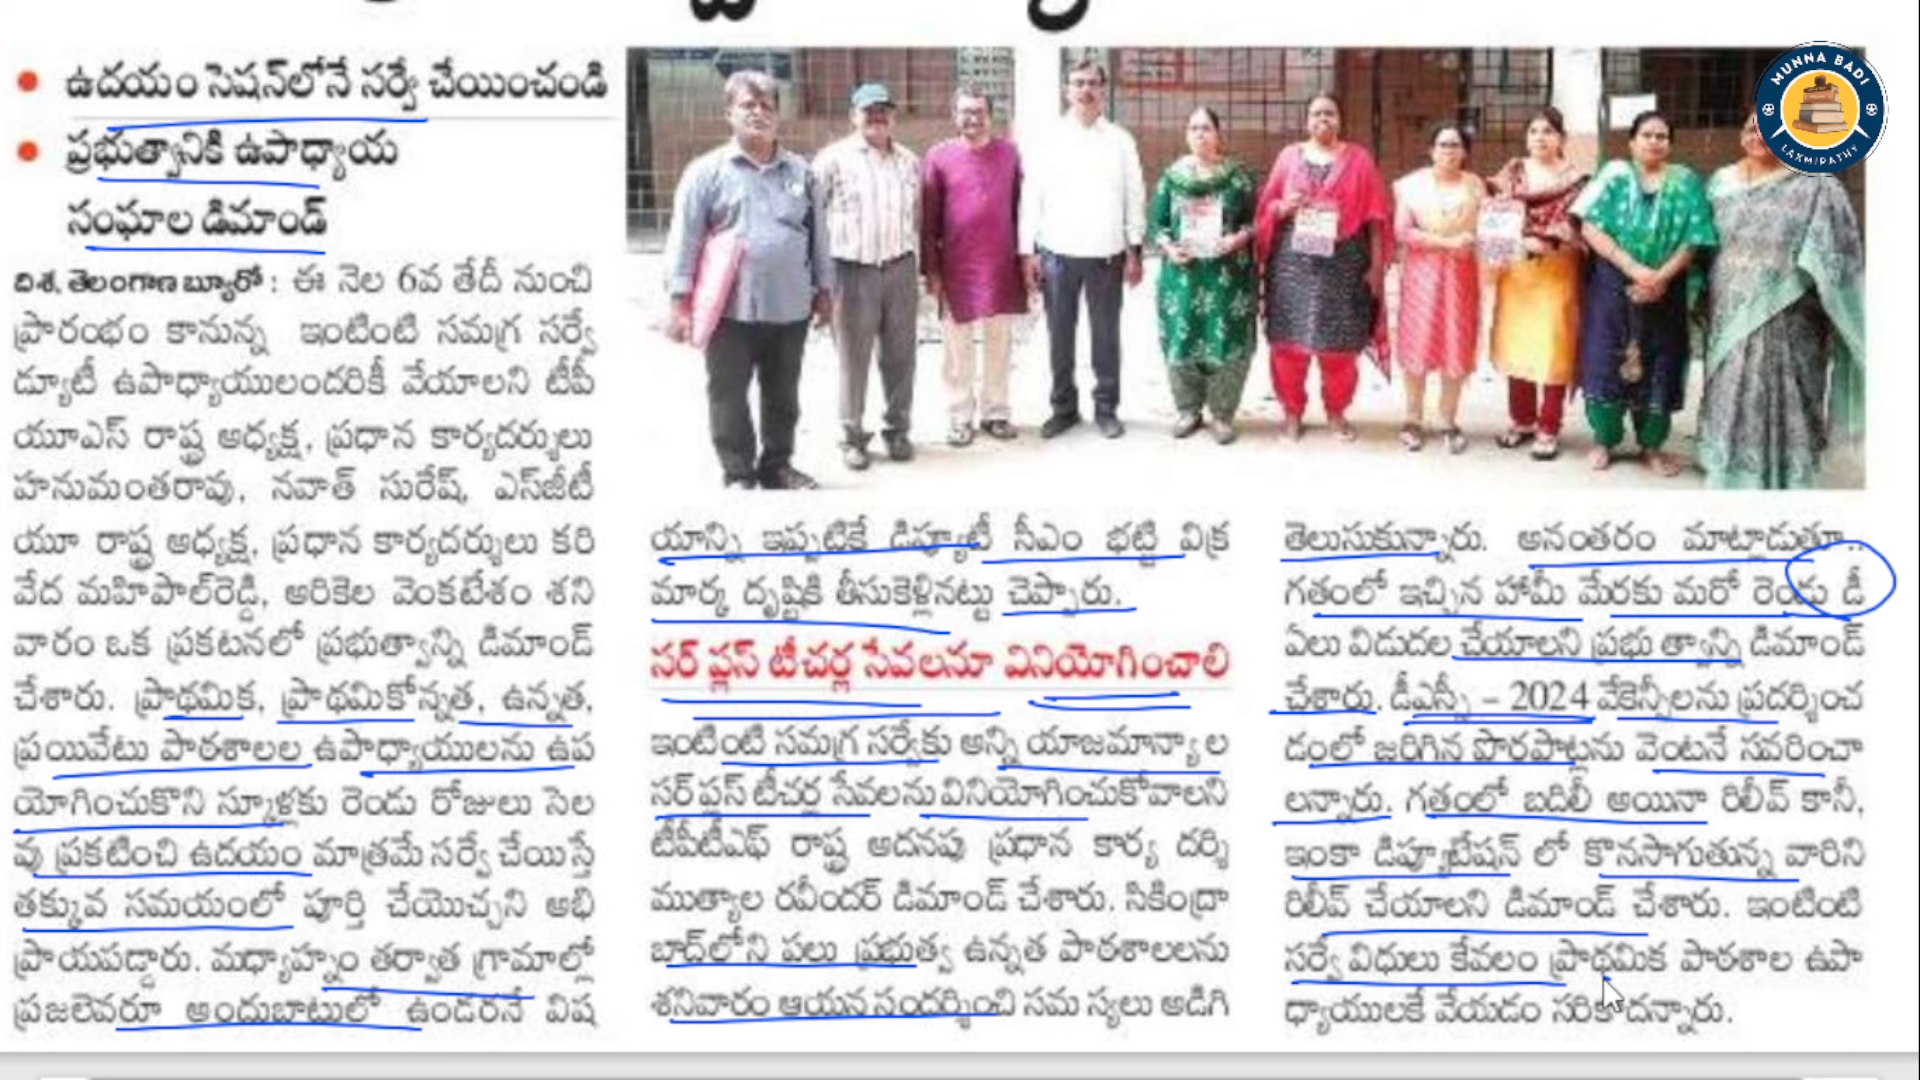 ఉదయం సెషన్‌లోనే సర్వే చేయించండి
ప్రభుత్వానికి ఉపాధ్యాయ
సంఘాల డిమాండ్
దిశ, తెలంగాణ బ్యూరో : ఈ నెల 6వ తేదీ నుంచి
ప్రారంభం కానున్న ఇంటింటి సమగ్ర సర్వే
డ్యూటీ ఉపాధ్యాయులందరికీ వేయాలని టీపీ
యూఎస్ రాష్ట్ర అధ్యక్ష, ప్రధాన కార్యదర్శులు
హనుమంతరావు, నవాత్ సురేష్, ఎస్‌జీటీ
యూ రాష్ట్ర అధ్యక్ష, ప్రధాన కార్యదర్శులు కరి
వేద మహిపాల్‌రెడ్డి, అరికెల వెంకటేశం శని
వారం ఒక ప్రకటనలో ప్రభుత్వాన్ని డిమాండ్
చేశారు. ప్రాథమిక, ప్రాథమికోన్నత, ఉన్నత,
ప్రయివేటు పాఠశాలల ఉపాధ్యాయులను ఉప
యోగించుకొని స్కూళ్లకు రెండు రోజులు సెల
వు ప్రకటించి ఉదయం మాత్రమే సర్వే చేయిస్తే
తక్కువ సమయంలో పూర్తి చేయొచ్చని అభి
ప్రాయపడ్డారు. మధ్యాహ్నం తర్వాత గ్రామాల్లో
ప్రజలెవరూ అందుబాటులో ఉండరనే విష
యాన్ని ఇప్పటికే డిప్యూటీ సీఎం భట్టి విక్ర
మార్క దృష్టికి తీసుకెళ్లినట్టు చెప్పారు.
సర్ ప్లస్ టీచర్ల సేవలనూ వినియోగించాలి
ఇంటింటి సమగ్ర సర్వేకు అన్ని యాజమాన్యా ల
సర్ ప్లస్ టీచర్ల సేవలను వినియోగించుకోవాలని
టీపీటీఎఫ్ రాష్ట్ర అదనపు ప్రధాన కార్య దర్శి
ముత్యాల రవీందర్ డిమాండ్ చేశారు. సికింద్రా
బాద్‌లోని పలు ప్రభుత్వ ఉన్నత పాఠశాలలను
శనివారం ఆయన సందర్శించి సమ స్యలు అడిగి
తెలుసుకున్నారు. అనంతరం మాట్లాడుతూ..
గతంలో ఇచ్చిన హామీ మేరకు మరో రెండు డీ
ఏలు విడుదల చేయాలని ప్రభు త్వాన్ని డిమాండ్
చేశారు. డీఎస్సీ – 2024 వేకెన్సీలను ప్రదర్శించ
డంలో జరిగిన పొరపాట్లను వెంటనే సవరించా
లన్నారు. గతంలో బదిలీ అయినా రిలీవ్ కానీ,
ఇంకా డిప్యూటేషన్ లో కొనసాగుతున్న వారిని
రిలీవ్ చేయాలని డిమాండ్ చేశారు. ఇంటింటి
సర్వే విధులు కేవలం ప్రాథమిక పాఠశాల ఉపా
ధ్యాయులకే వేయడం సరికాదన్నారు.
MUNNA BADI
LAXMIPATHY